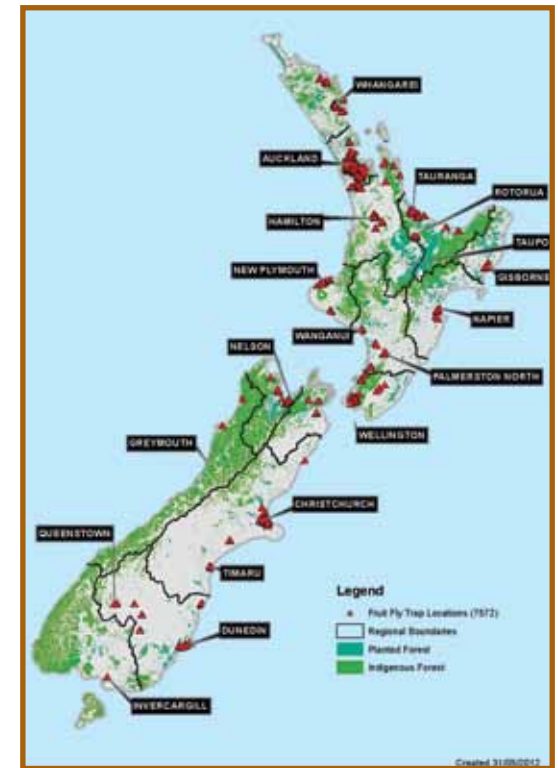 WHANGAREI
AUCKLAND
TAURANGA
ROTORUA
HAMILTON
TAUPO
GISBORNE
NEW PLYMOUTH
NAPIER
WANGANUI
NELSON
PALMERSTON NORTH
WELLINGTON
GREYMOUTH
CHRISTCHURCH
QUEENSTOWN
TIMARU
DUNEDIN
INVERCARGILL
Legend
Fruit Fly Trap Locations (7572)
Regional Boundaries
Planted Forest
Indigenous Forest
Created 31/05/2012